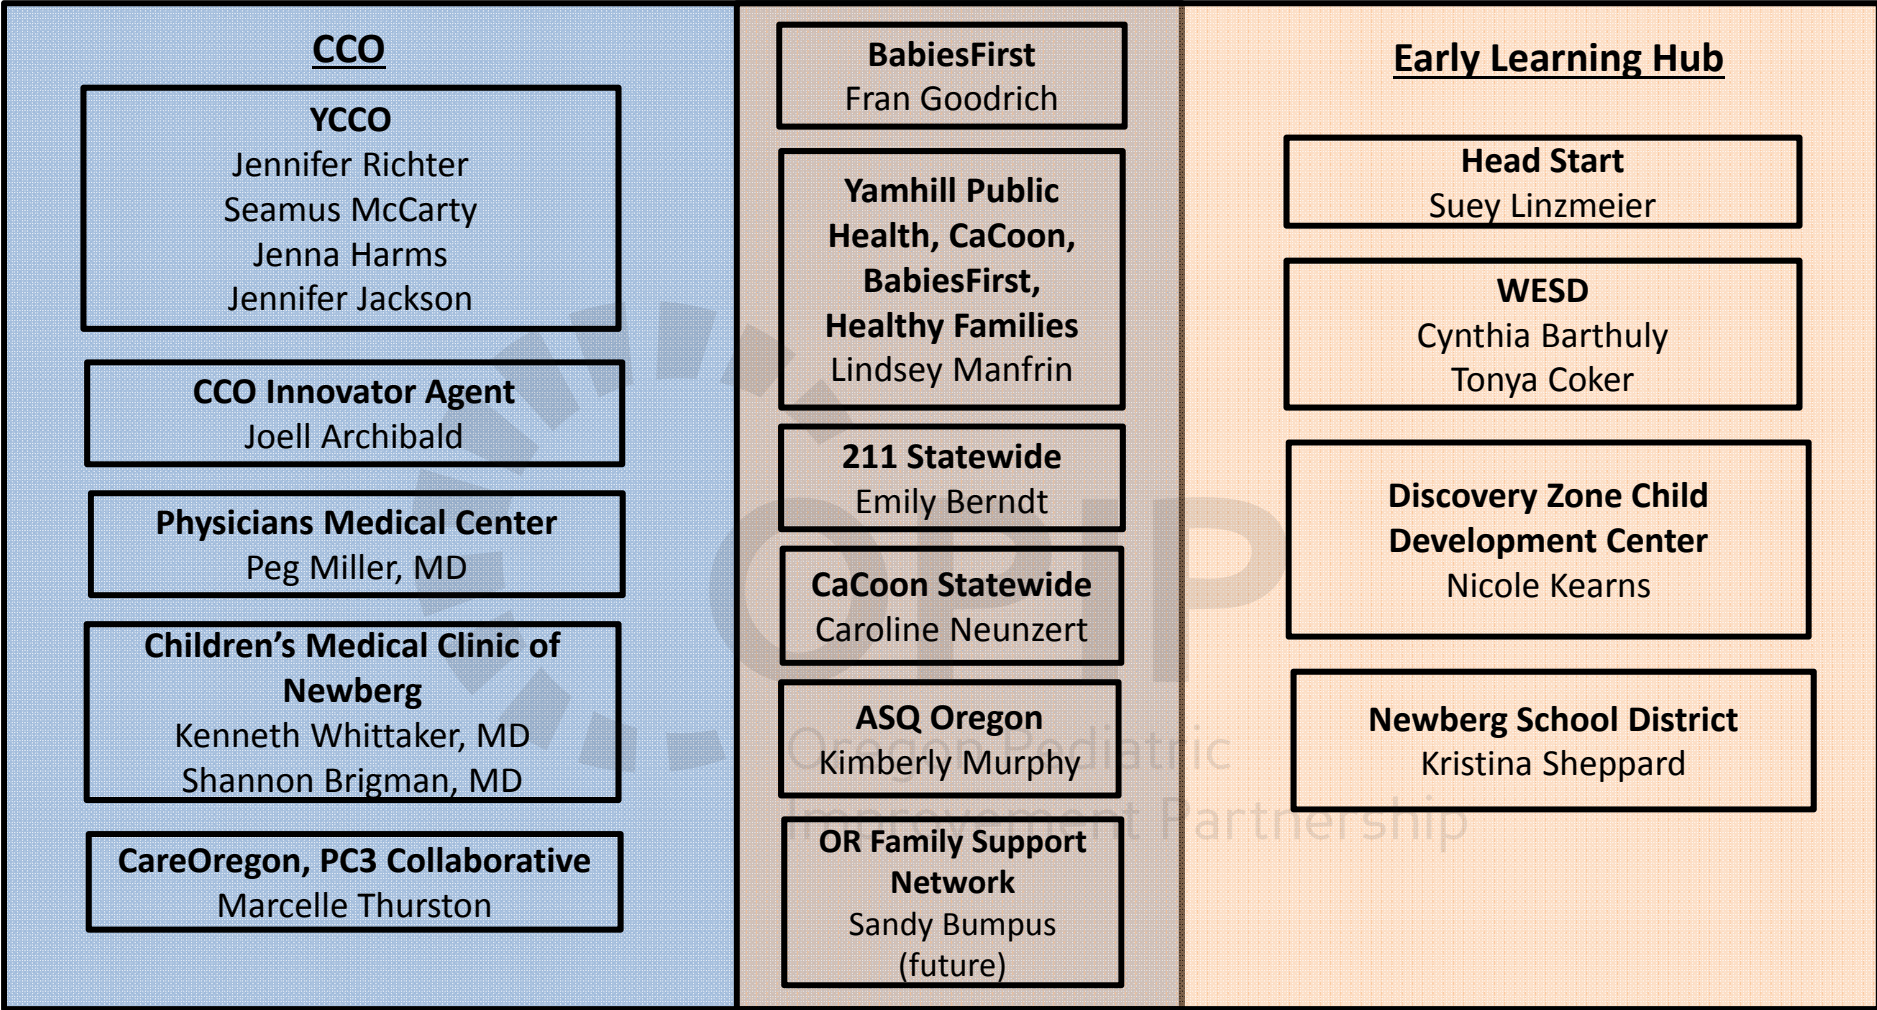 CCO
YCCO
Jennifer Richter
Seamus McCarty
Jenna Harms
Jennifer Jackson
CCO Innovator Agent
Joell Archibald
Physicians Medical Center
Peg Miller, MD
Children’s Medical Clinic of
Newberg
Kenneth Whittaker, MD
Shannon Brigman, MD
CareOregon, PC3 Collaborative
Marcelle Thurston
BabiesFirst
Fran Goodrich
Yamhill Public
Health, CaCoon,
BabiesFirst,
Healthy Families
Lindsey Manfrin
211 Statewide
Emily Berndt
CaCoon Statewide
Caroline Neunzert
ASQ Oregon
Kimberly Murphy
OR Family Support
Network
Sandy Bumpus
(future)
Early Learning Hub
Head Start
Suey Linzmeier
WESD
Cynthia Barthuly
Tonya Coker
Discovery Zone Child
Development Center
Nicole Kearns
Newberg School District
Kristina Sheppard
OPIP
Oregon Pediatric
Improvement Partnership